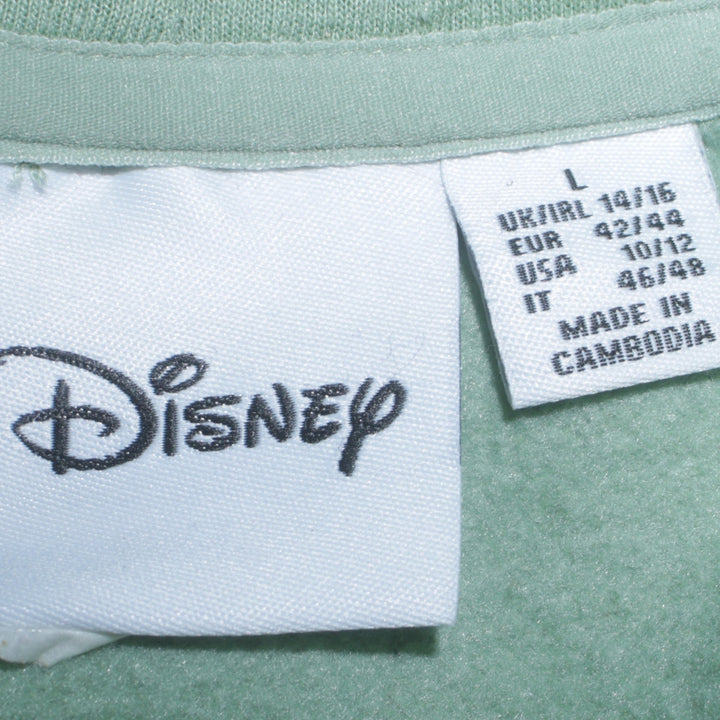 Disney
L
UK/IRL 14/16
EUR 42/44
USA 10/12
IT 46/48
MADE IN
CAMBODIA